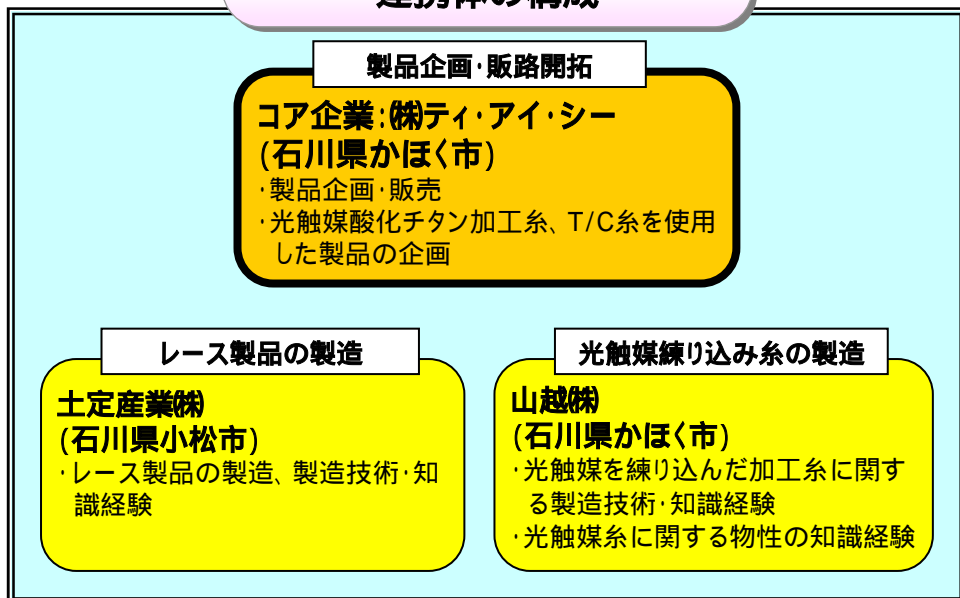 連携体の構成
製品企画・販路開拓
コア企業:㈱ティ・アイ・シー
(石川県かほく市)
・製品企画・販売
・光触媒酸化チタン加工糸、T/C糸を使用
した製品の企画
レース製品の製造
土定産業㈱
(石川県小松市)
・レース製品の製造、製造技術・知
識経験
光触媒練り込み糸の製造
山越㈱
(石川県かほく市)
・光触媒を練り込んだ加工糸に関す
る製造技術・知識経験
・光触媒糸に関する物性の知識経験